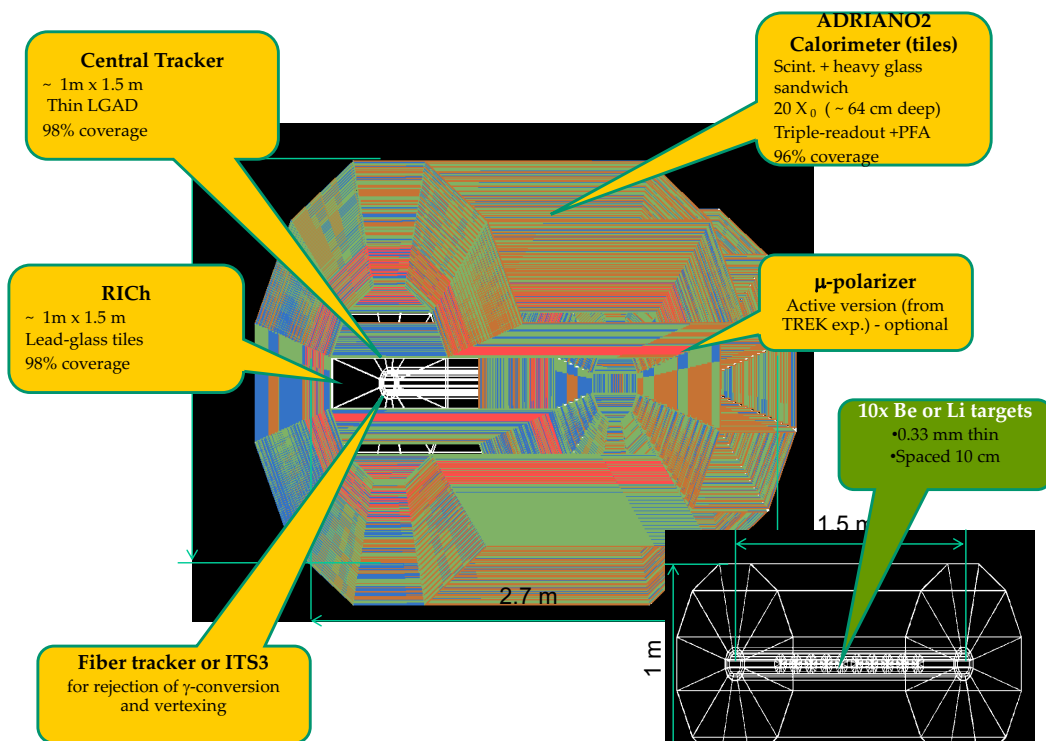 Central Tracker
~ 1m x 1.5 m
Thin LGAD
98% coverage
ADRIANO2
Calorimeter (tiles)
Scint. + heavy glass
sandwich
20 X0 ( ~ 64 cm deep)
Triple-readout +PFA
96% coverage
RICh
~ 1m x 1.5 m
Lead-glass tiles
98% coverage
μ-polarizer
Active version (from
TREK exp.) - optional
10x Be or Li targets
•0.33 mm thin
•Spaced 10 cm
1.5 m
2.7 m
1 m
Fiber tracker or ITS3
for rejection of γ-conversion
and vertexing